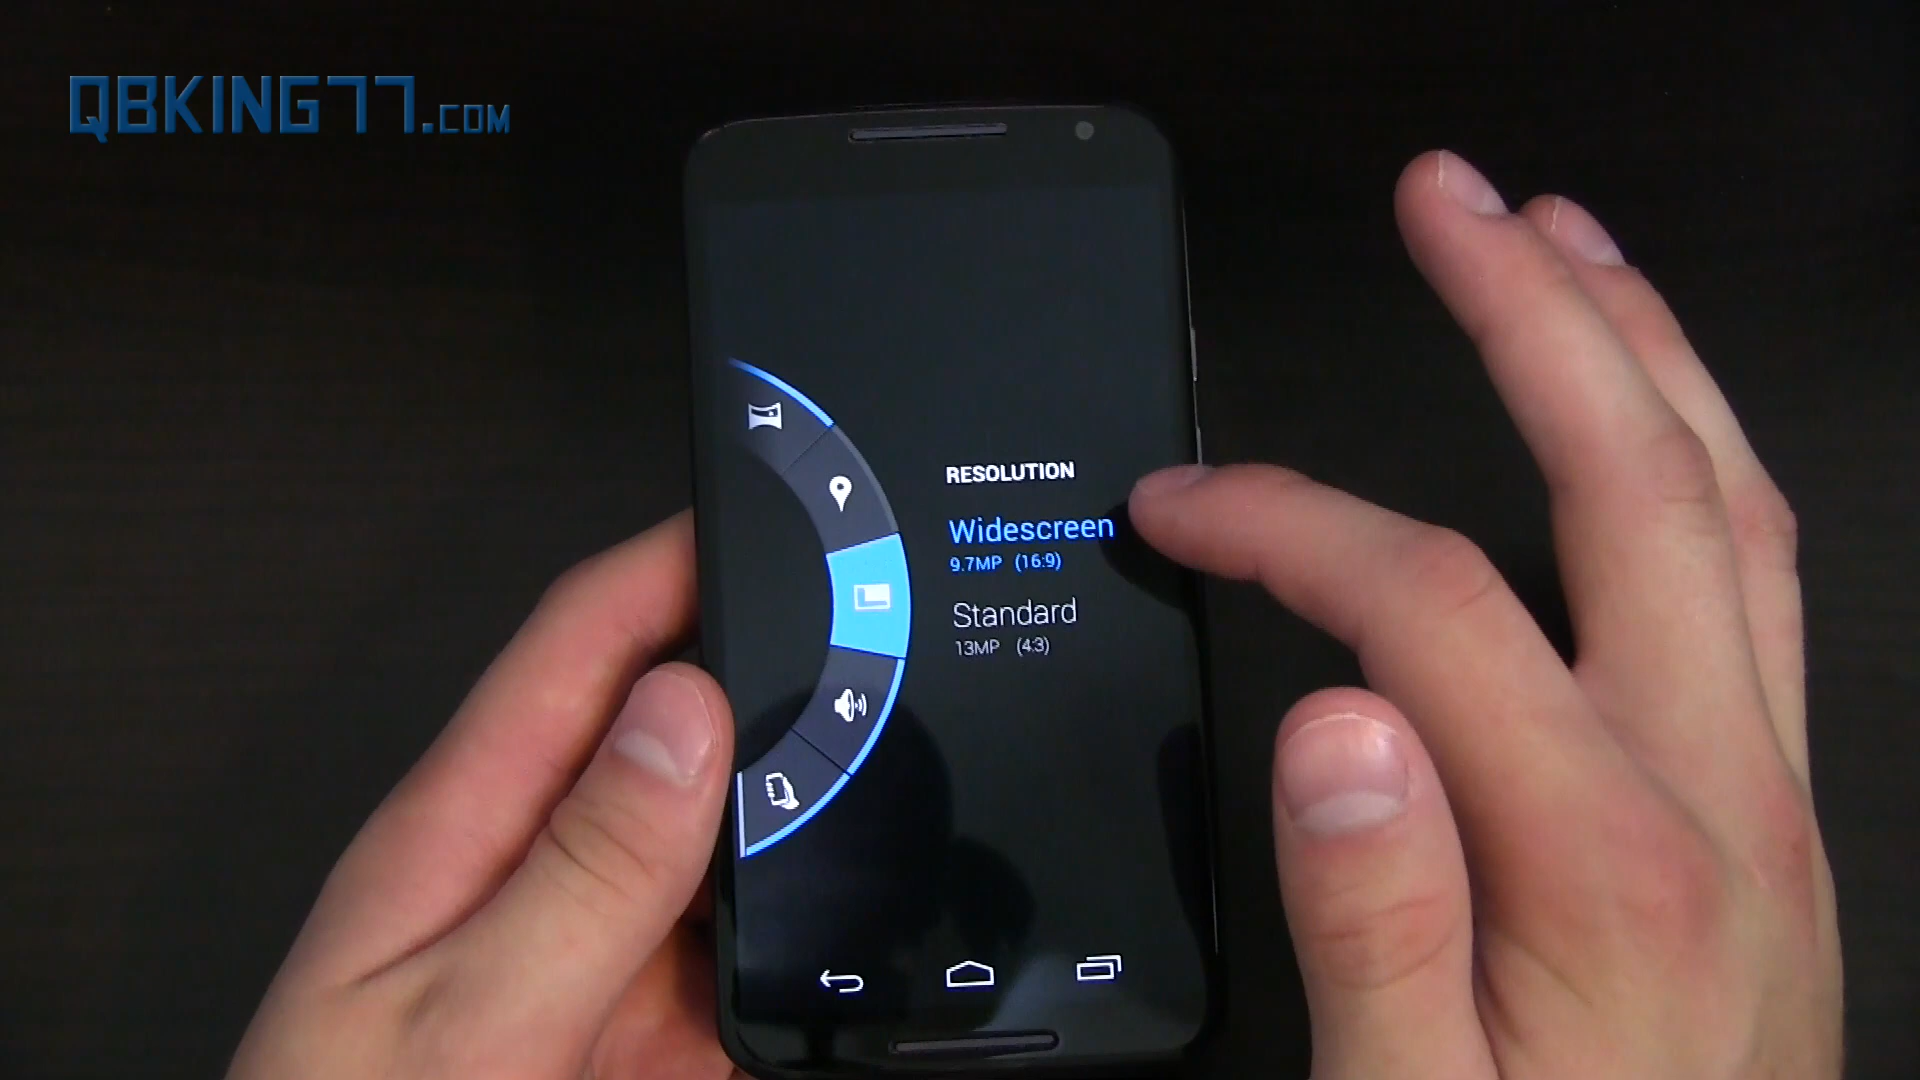 QBKING77.COM
RESOLUTION
Widescreen
9.7MP (16:9)
Standard
13MP (4:3)